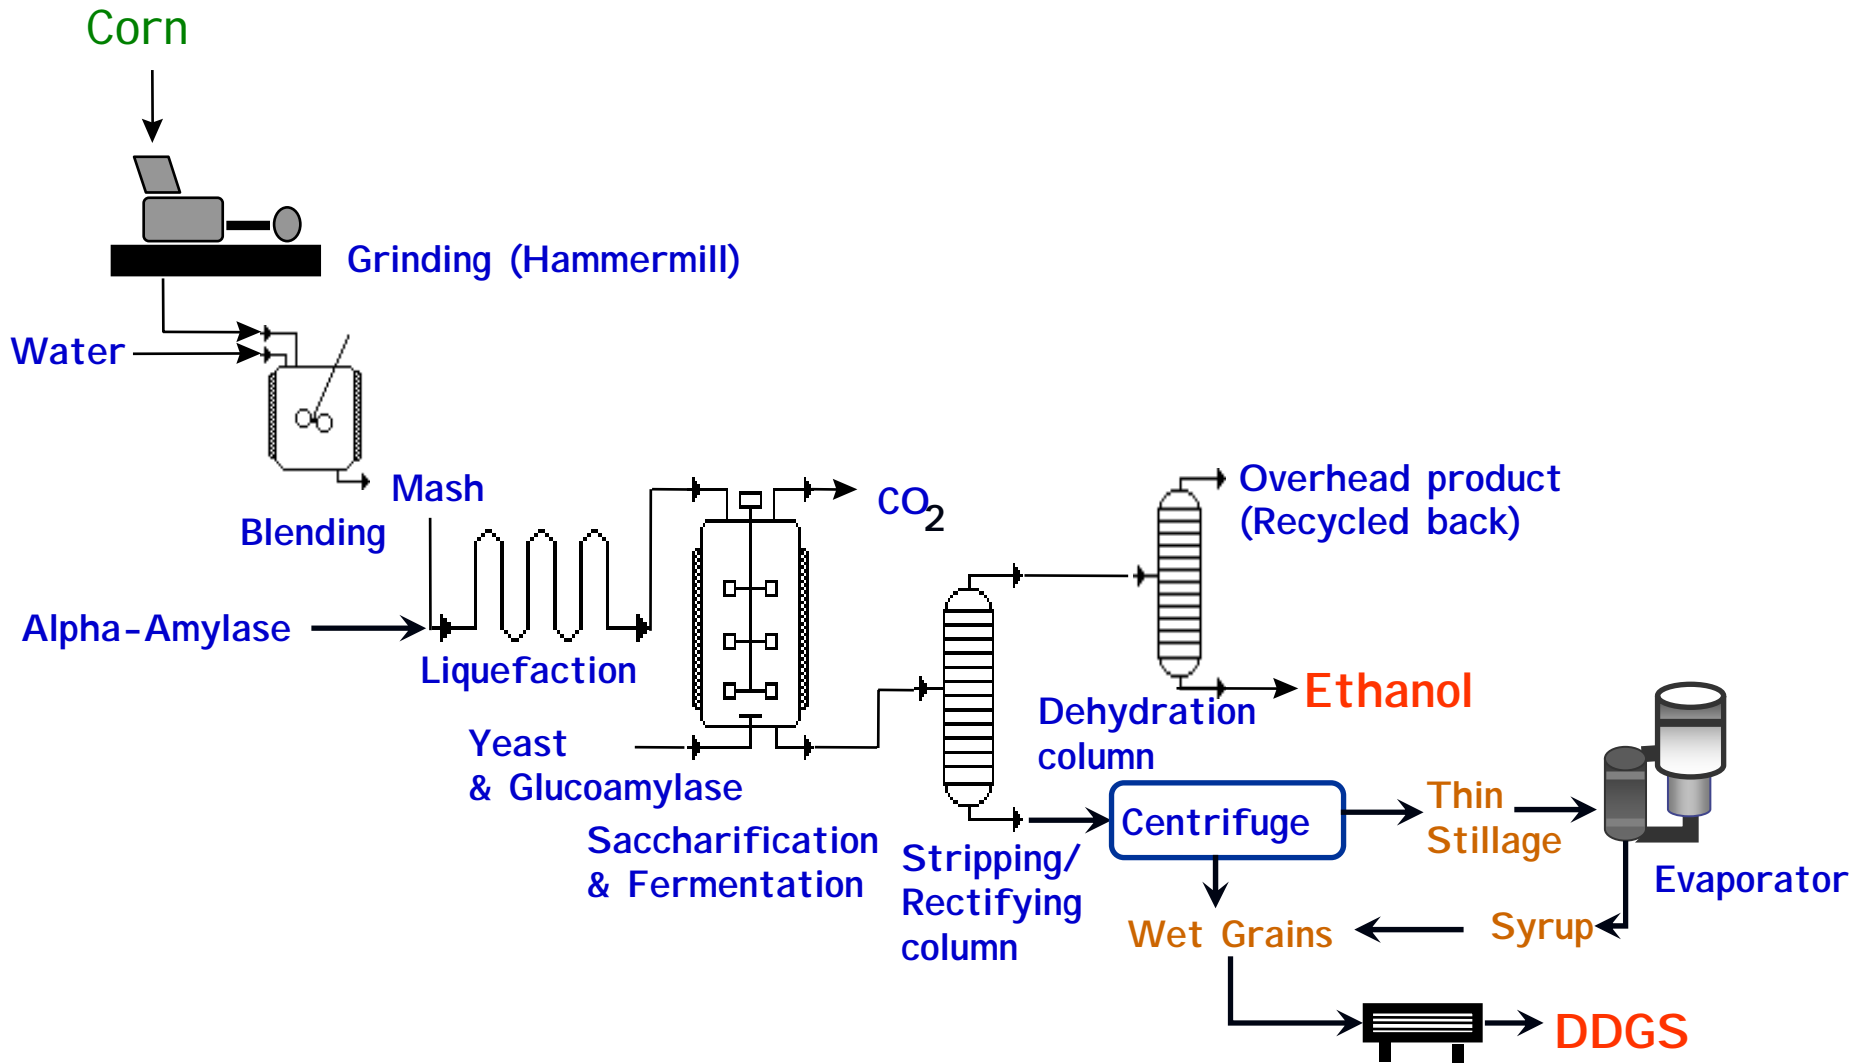 Corn
Grinding (Hammermill)
Water
Mash
Blending
CO2
Overhead product
(Recycled back)
Alpha-Amylase
Liquefaction
Ethanol
Dehydration
column
Yeast
& Glucoamylase
Centrifuge
Thin
Stillage
Saccharification
& Fermentation
Stripping/
Rectifying
column
Evaporator
Wet Grains
Syrup
DDGS